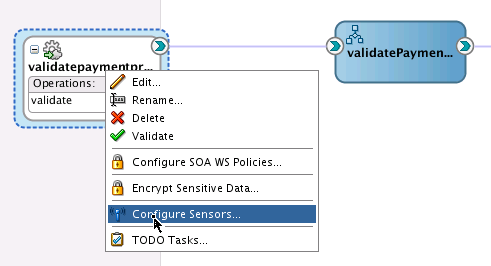 validatepaymentpr...
Operations:
validate
validatePaymen...
Edit...
Rename...
Delete
Validate
Configure SOA WS Policies...
Encrypt Sensitive Data...
Configure Sensors...
TODO Tasks...